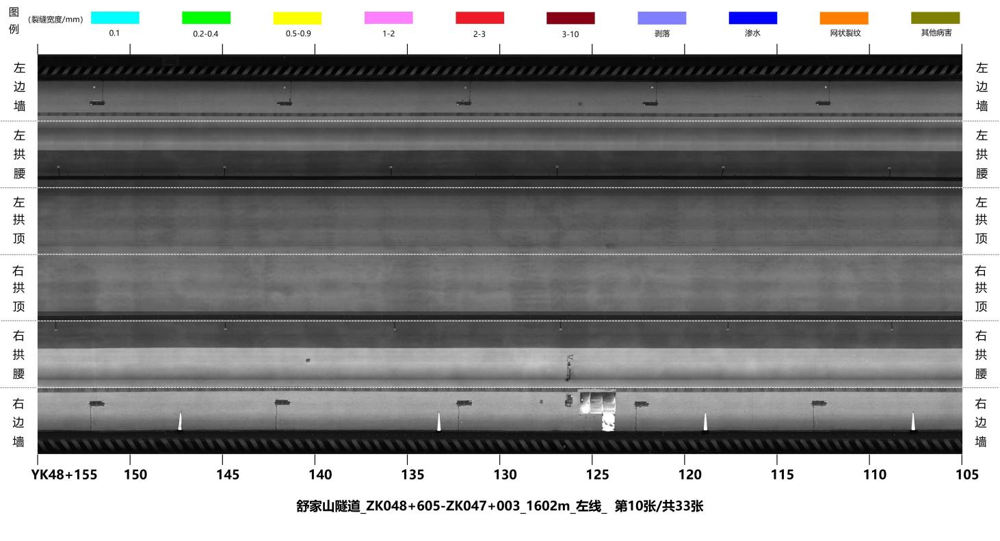 图例 (裂缝宽度/mm) 0.1 0.2-0.4 0.5-0.9 1-2 2-3 3-10 剥落 渗水 网状裂纹 其他病害
左边墙 左边墙
左拱腰 左拱腰
左拱顶 左拱顶
右拱顶 右拱顶
右拱腰 右拱腰
右边墙 右边墙
YK48+155 150 145 140 135 130 125 120 115 110 105
舒家山隧道_ZK048+605-ZK047+003_1602m_左线_ 第10张/共33张